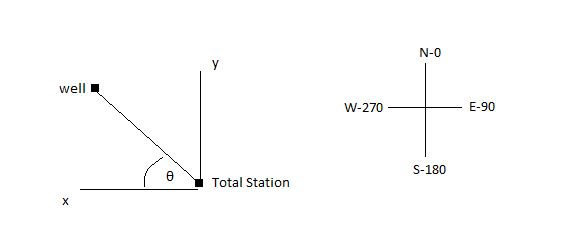 y
well
θ
Total Station
x
N-0
W-270
E-90
S-180